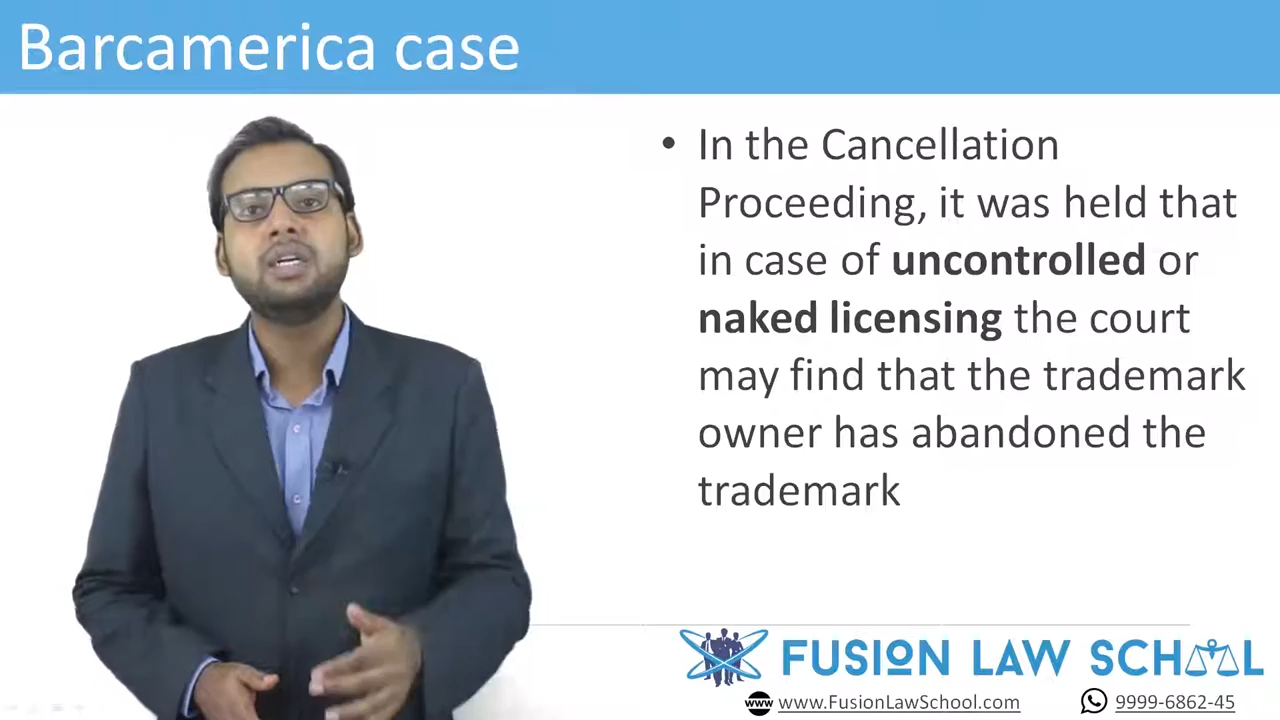 Barcamerica case
• In the Cancellation
Proceeding, it was held that
in case of uncontrolled or
naked licensing the court
may find that the trademark
owner has abandoned the
trademark
FUSION LAW SCHOOL
www www.FusionLawSchool.com 9999-6862-45